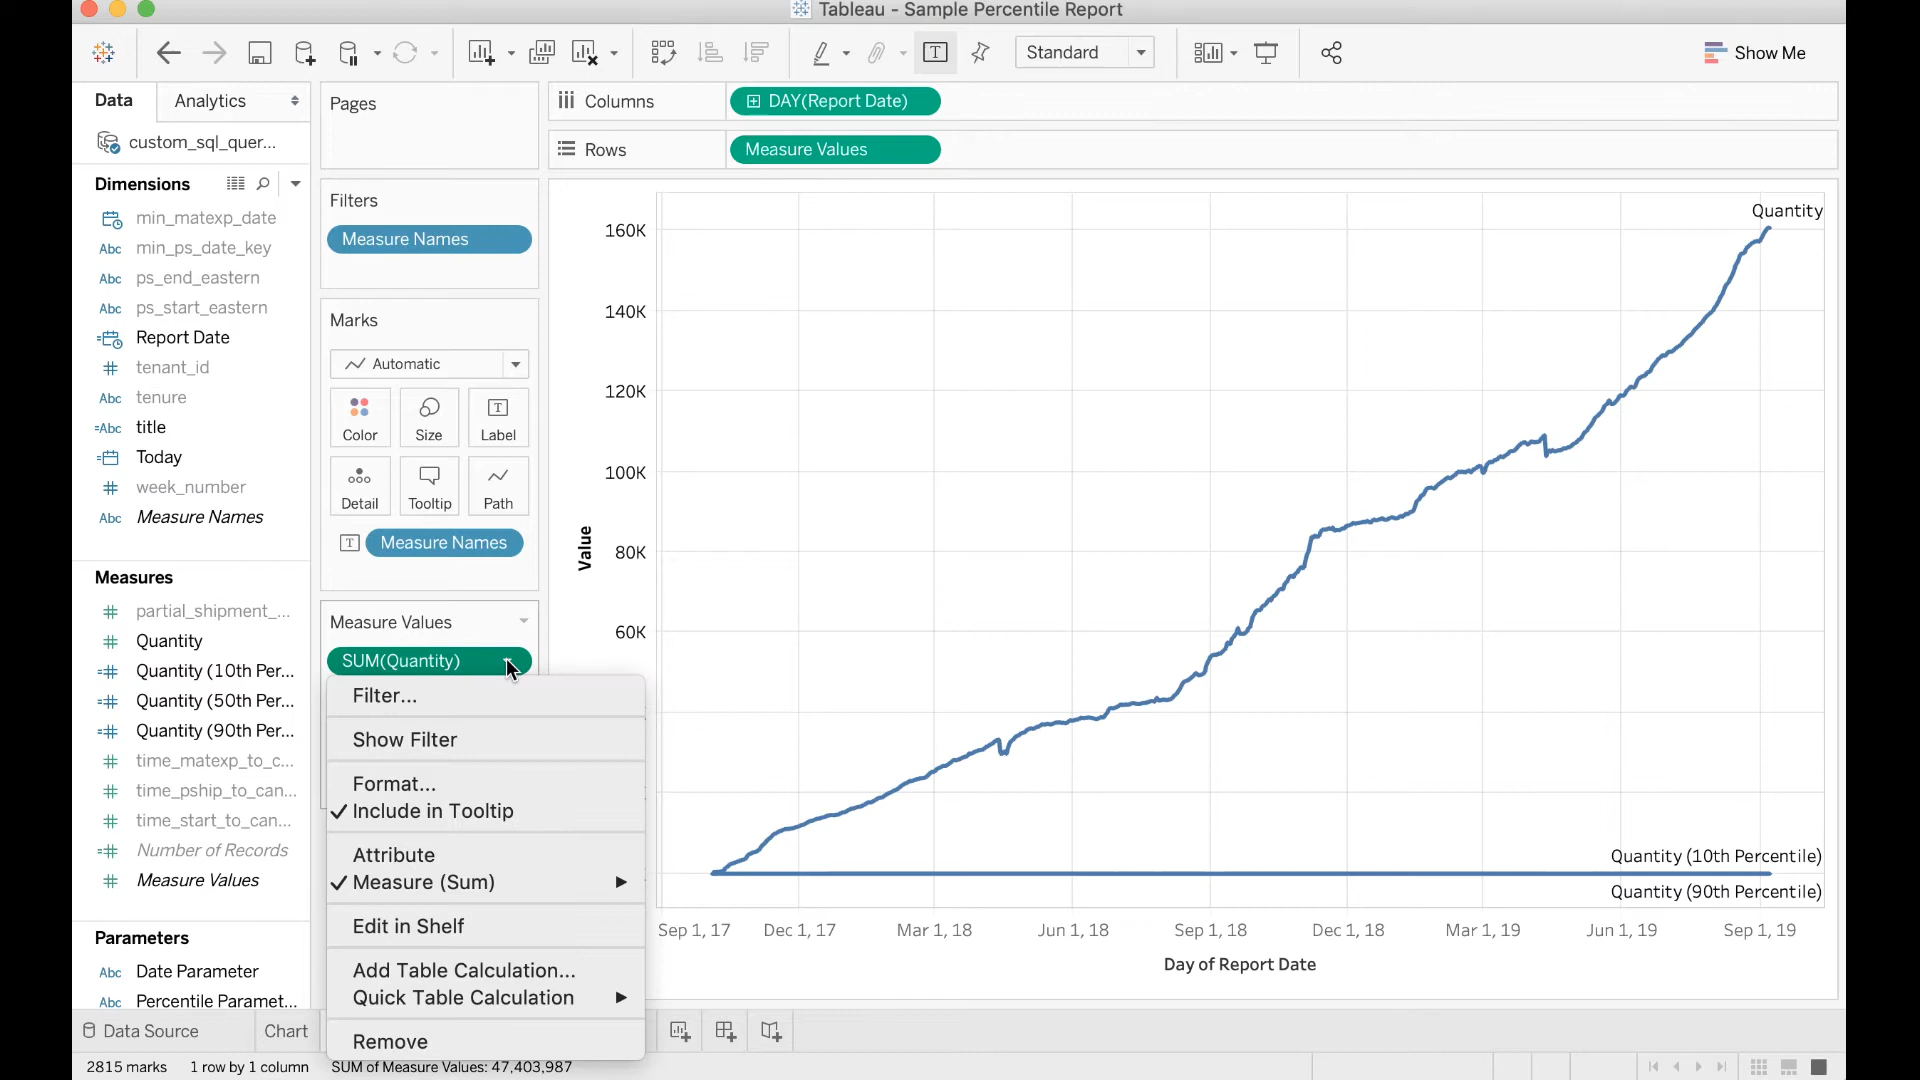 Tableau - Sample Percentile Report
Standard
Show Me
Data
Analytics
custom_sql_quer...
Dimensions
min_matexp_date
Abc min_ps_date_key
Abc ps_end_eastern
Abc ps_start_eastern
Report Date
tenant_id
Abc tenure
=Abc title
Today
week_number
Abc Measure Names
Measures
partial_shipment_...
Quantity
Quantity (10th Per...
Quantity (50th Per...
Quantity (90th Per...
time_matexp_to_c...
time_pship_to_can...
time_start_to_can...
Number of Records
Measure Values
Parameters
Abc Date Parameter
Abc Percentile Paramet...
Pages
Filters
Measure Names
Marks
Automatic
Color
Size
T Label
Detail
Tooltip
Path
T Measure Names
Measure Values
SUM(Quantity)
Filter...
Show Filter
Format...
Include in Tooltip
Attribute
Measure (Sum)
Edit in Shelf
Add Table Calculation...
Quick Table Calculation
Remove
Columns
DAY(Report Date)
Rows
Measure Values
Quantity
160K
140K
120K
100K
80K
60K
Value
Quantity (10th Percentile)
Quantity (90th Percentile)
Sep 1, 17
Dec 1, 17
Mar 1, 18
Jun 1, 18
Sep 1, 18
Dec 1, 18
Mar 1, 19
Jun 1, 19
Sep 1, 19
Day of Report Date
Data Source
Chart
2815 marks
1 row by 1 column
SUM of Measure Values: 47,403,987